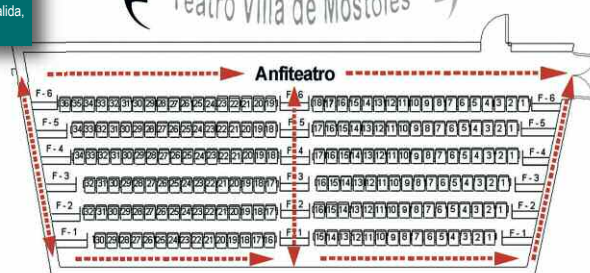 alida,
Teatro Villa de Móstoles
Anfiteatro
F-6 36 35 34 33 32 31 30 29 28 27 26 25 24 23 22 21 20 19 F-6 18 17 16 15 14 13 12 11 10 9 8 7 6 5 4 3 2 1 F-6
F-5 34 33 32 31 30 29 28 27 26 25 24 23 22 21 20 19 18 F-5 17 16 15 14 13 12 11 10 9 8 7 6 5 4 3 2 1 F-5
F-4 34 33 32 31 30 29 28 27 26 25 24 23 22 21 20 19 18 F-4 17 16 15 14 13 12 11 10 9 8 7 6 5 4 3 2 1 F-4
F-3 32 31 30 29 28 27 26 25 24 23 22 21 20 19 18 17 F-3 16 15 14 13 12 11 10 9 8 7 6 5 4 3 2 1 F-3
F-2 32 31 30 29 28 27 26 25 24 23 22 21 20 19 18 17 F-2 16 15 14 13 12 11 10 9 8 7 6 5 4 3 2 1 F-2
F-1 30 29 28 27 26 25 24 23 22 21 20 19 18 17 16 F-1 15 14 13 12 11 10 9 8 7 6 5 4 3 2 1 F-1